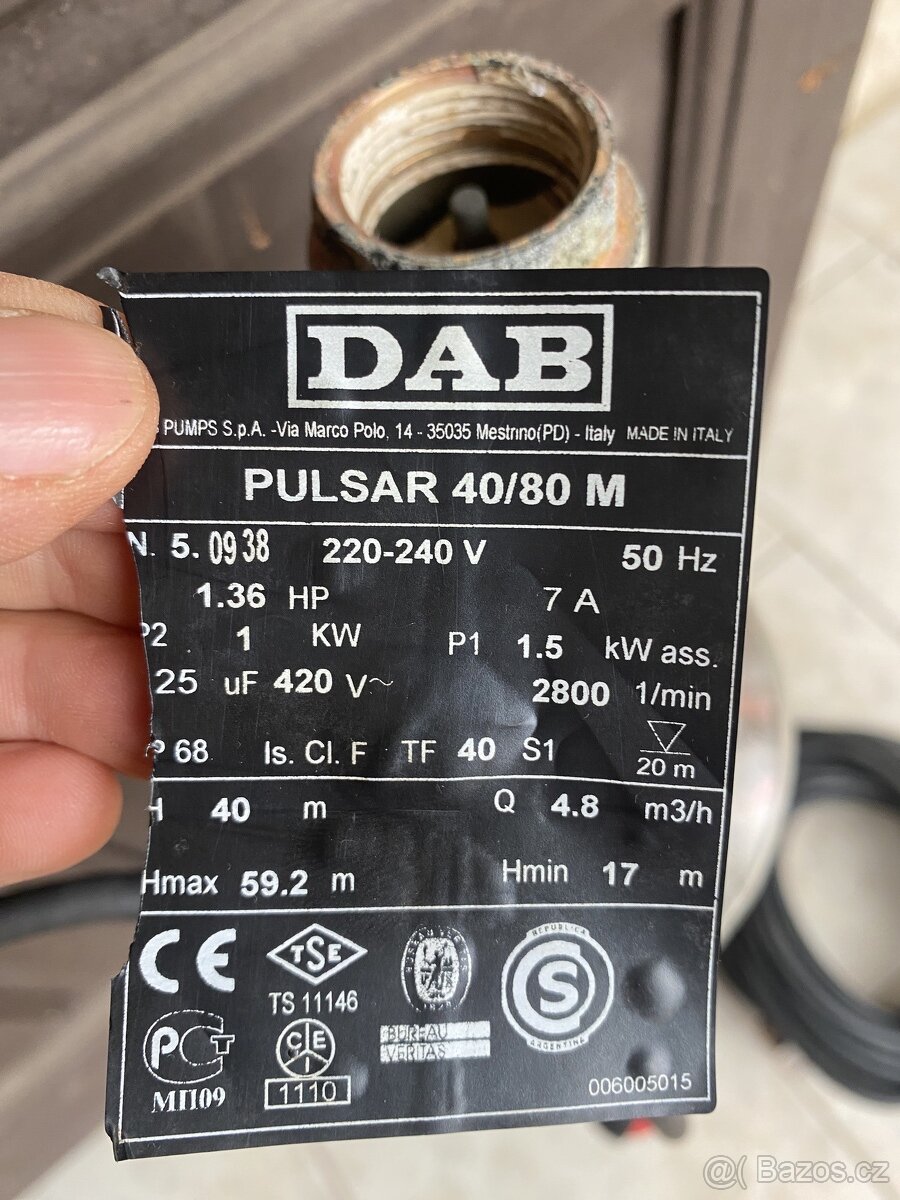 DAB
PUMPS S.p.A. -Via Marco Polo, 14 - 35035 Mestrino(PD) - Italy MADE IN ITALY
PULSAR 40/80 M
N. 5. 0938 220-240 V 50 Hz
1.36 HP 7 A
P2 1 KW P1 1.5 kW ass.
25 uF 420 V~ 2800 1/min
P 68 Is. Cl. F TF 40 S1 20 m
H 40 m Q 4.8 m3/h
Hmax 59.2 m Hmin 17 m
CE TSE
TS 11146
REPUBLICA
S
ARGENTINA
BUREAU
VERITAS
PCT
CEI
МП09 1110
006005015
@ Bazos.cz